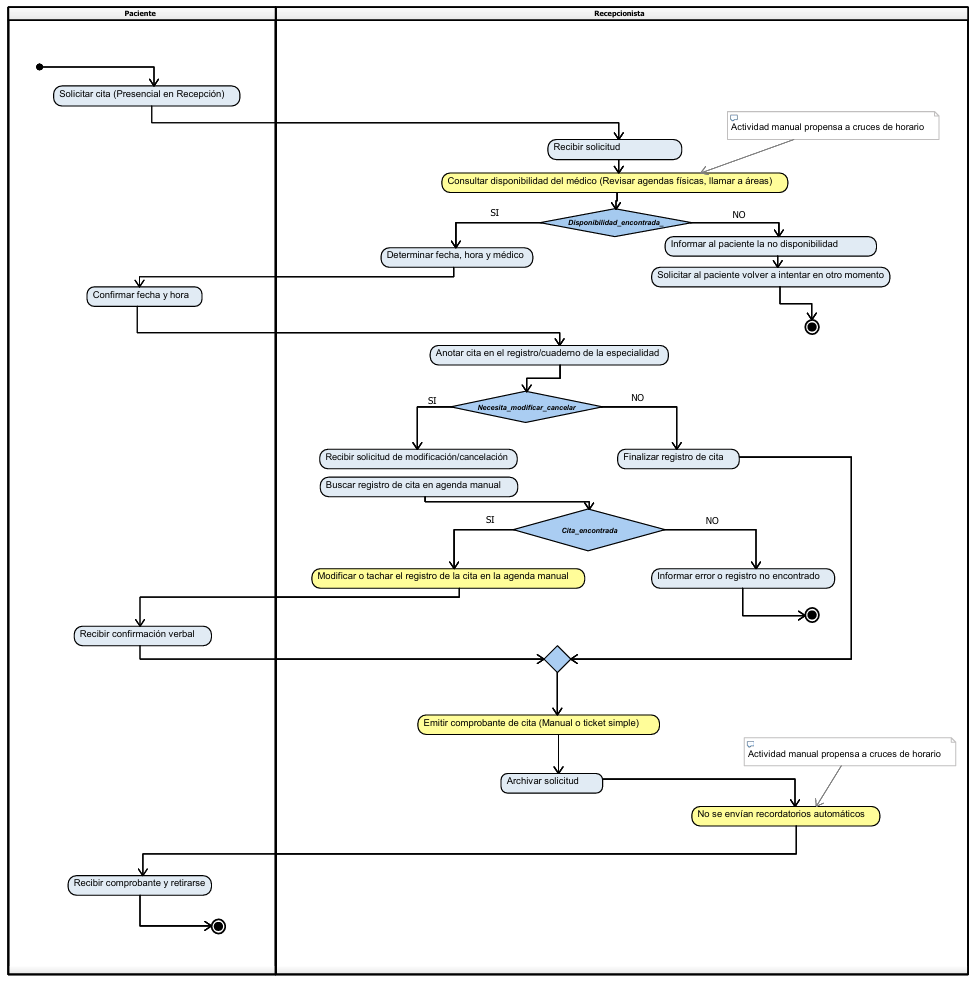 Paciente
Recepcionista
Solicitar cita (Presencial en Recepción)
Actividad manual propensa a cruces de horario
Recibir solicitud
Consultar disponibilidad del médico (Revisar agendas físicas, llamar a áreas)
SI
Disponibilidad_encontrada_
NO
Informar al paciente la no disponibilidad
Determinar fecha, hora y médico
Solicitar al paciente volver a intentar en otro momento
Confirmar fecha y hora
Anotar cita en el registro/cuaderno de la especialidad
SI
Necesita_modificar_cancelar
NO
Recibir solicitud de modificación/cancelación
Finalizar registro de cita
Buscar registro de cita en agenda manual
SI
Cita_encontrada
NO
Modificar o tachar el registro de la cita en la agenda manual
Informar error o registro no encontrado
Recibir confirmación verbal
Emitir comprobante de cita (Manual o ticket simple)
Actividad manual propensa a cruces de horario
Archivar solicitud
No se envían recordatorios automáticos
Recibir comprobante y retirarse